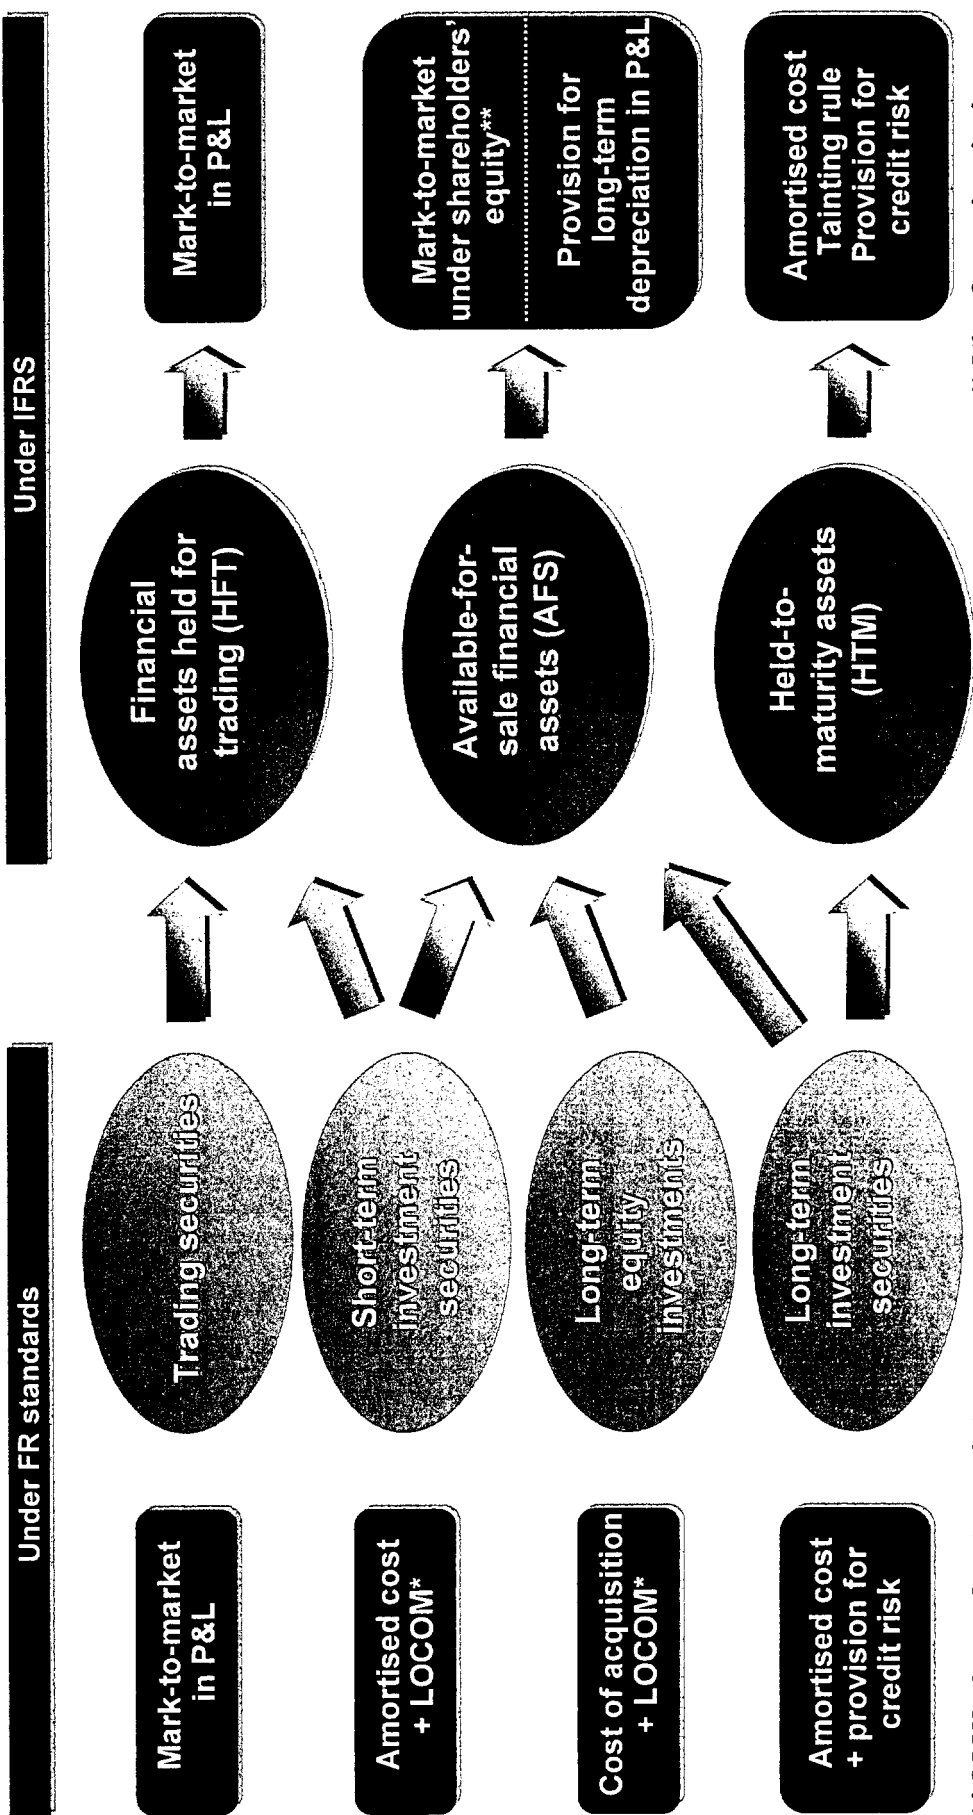 Under FR standards
Under IFRS
Mark-to-market
in P&L
Trading securities
Financial
assets held for
trading (HFT)
Mark-to-market
in P&L
Amortised cost
+ LOCOM*
Short-term
investment
securities
Available-for-
sale financial
assets (AFS)
Mark-to-market
under shareholders'
equity**
Provision for
long-term
depreciation in P&L
Cost of acquisition
+ LOCOM*
Long-term
equity
investments
Amortised cost
+ provision for
credit risk
Long-term
investment
securities
Held-to-
maturity assets
(HTM)
Amortised cost
Tainting rule
Provision for
credit risk